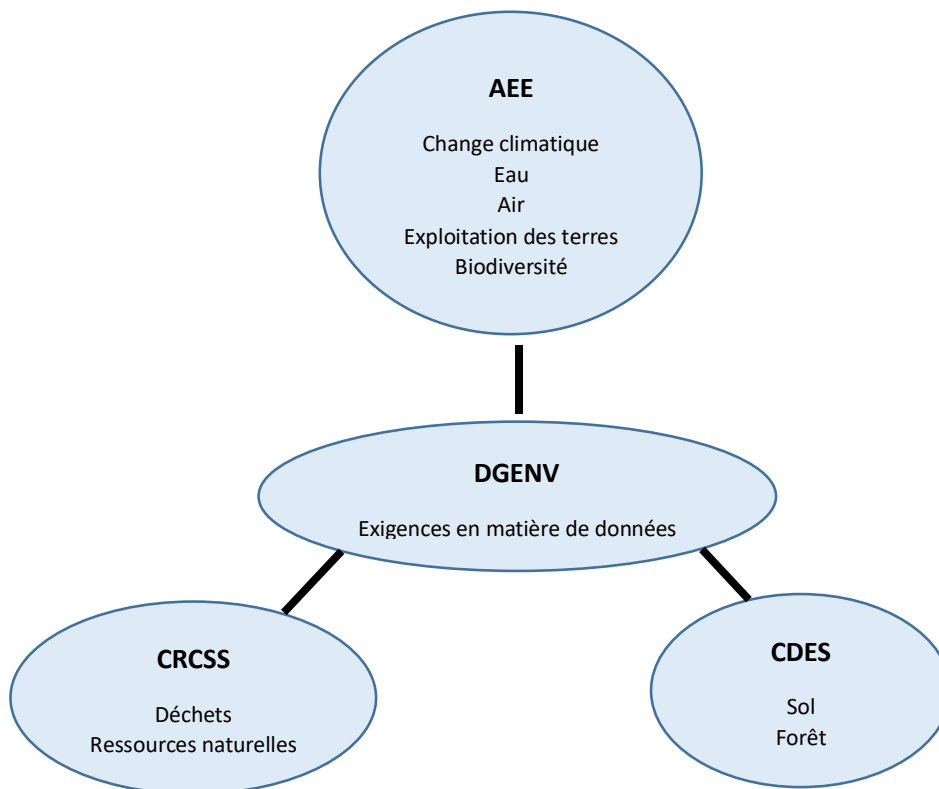 AEE
Change climatique
Eau
Air
Exploitation des terres
Biodiversité
DGENV
Exigences en matière de données
CRCSS
Déchets
Ressources naturelles
CDES
Sol
Forêt